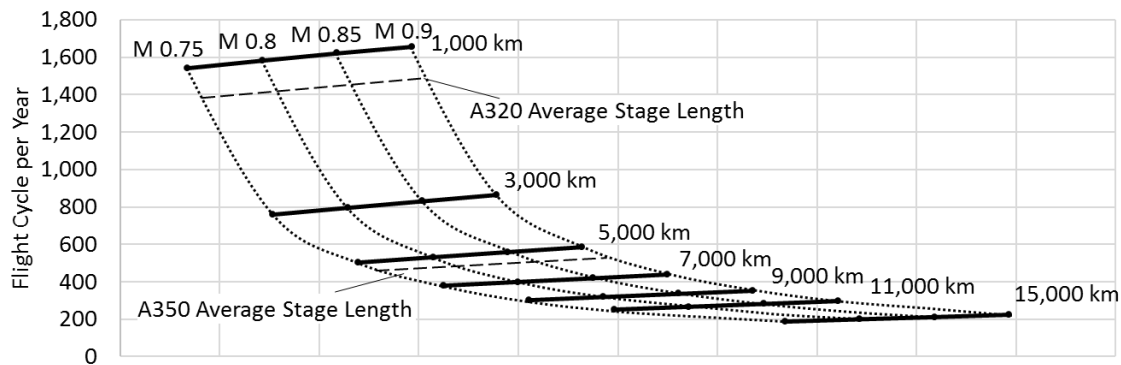 1,800
1,600
1,400
1,200
1,000
800
600
400
200
0
Flight Cycle per Year
M 0.75
M 0.8
M 0.85
M 0.9
1,000 km
A320 Average Stage Length
3,000 km
5,000 km
7,000 km
9,000 km
11,000 km
15,000 km
A350 Average Stage Length